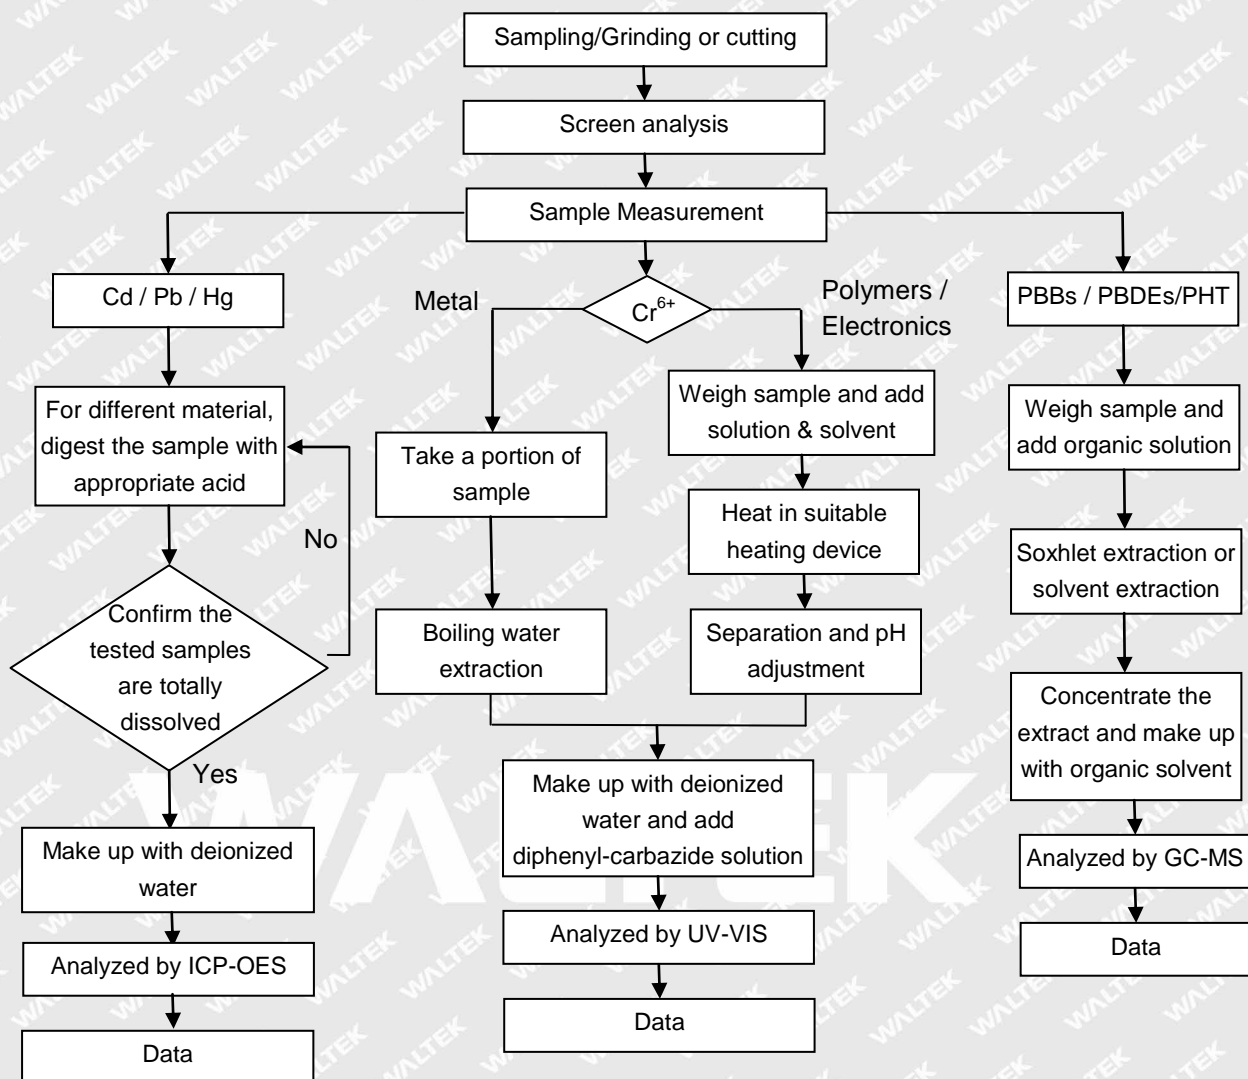 Sampling/Grinding or cutting
Screen analysis
Sample Measurement
Cd / Pb / Hg
For different material,
digest the sample with
appropriate acid
No
Confirm the
tested samples
are totally
dissolved
Yes
Make up with deionized
water
Analyzed by ICP-OES
Data
Cr⁶⁺
Metal
Take a portion of
sample
Boiling water
extraction
Polymers /
Electronics
Weigh sample and add
solution & solvent
Heat in suitable
heating device
Separation and pH
adjustment
Make up with deionized
water and add
diphenyl-carbazide solution
Analyzed by UV-VIS
Data
PBBs / PBDEs/PHT
Weigh sample and
add organic solution
Soxhlet extraction or
solvent extraction
Concentrate the
extract and make up
with organic solvent
Analyzed by GC-MS
Data
WALTEK